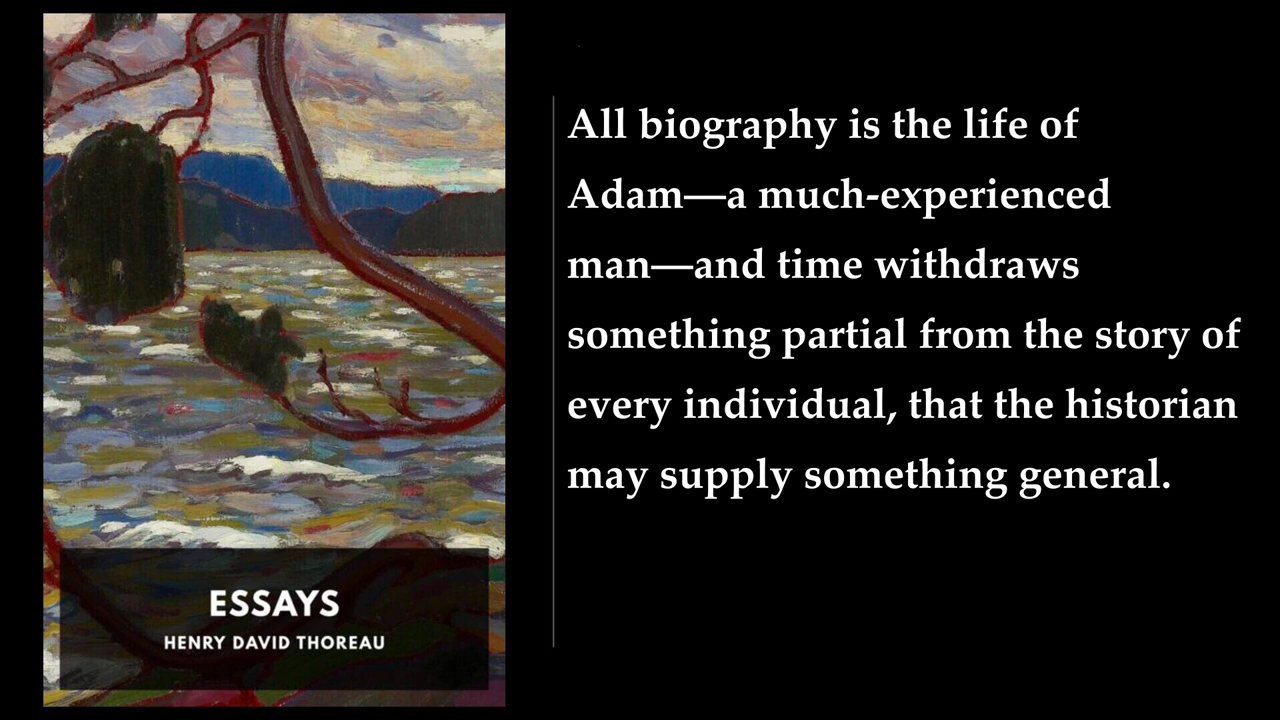 All biography is the life of
Adam—a much-experienced
man—and time withdraws
something partial from the story of
every individual, that the historian
may supply something general.
ESSAYS
HENRY DAVID THOREAU